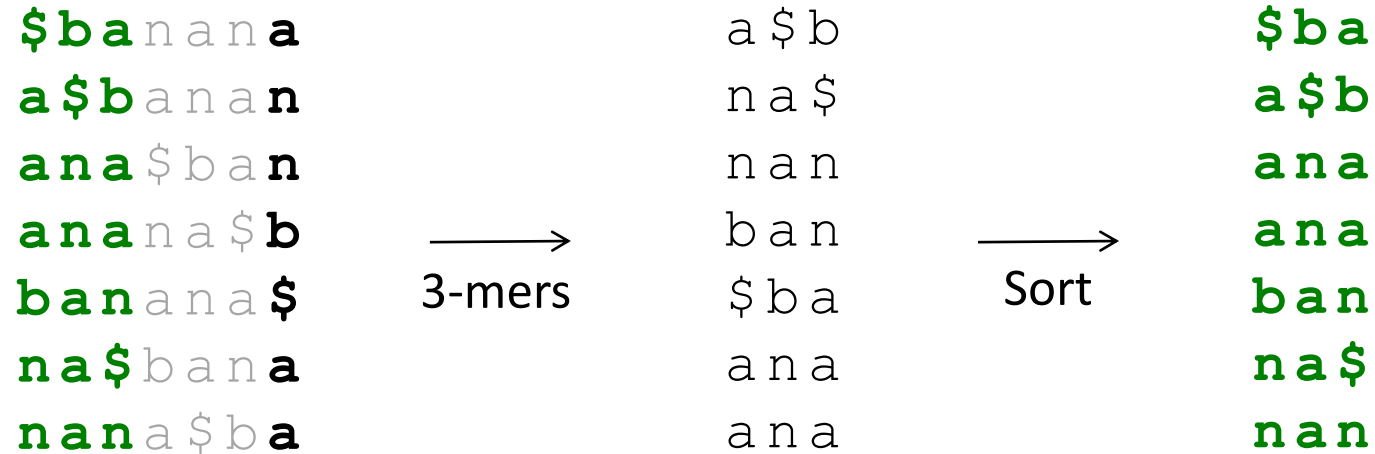 $banana a$b $ba
a$banan na$ a$b
ana$ban nan ana
anana$b ban ana
banana$ $ba ban
3-mers Sort
na$bana ana na$
nana$ba ana nan